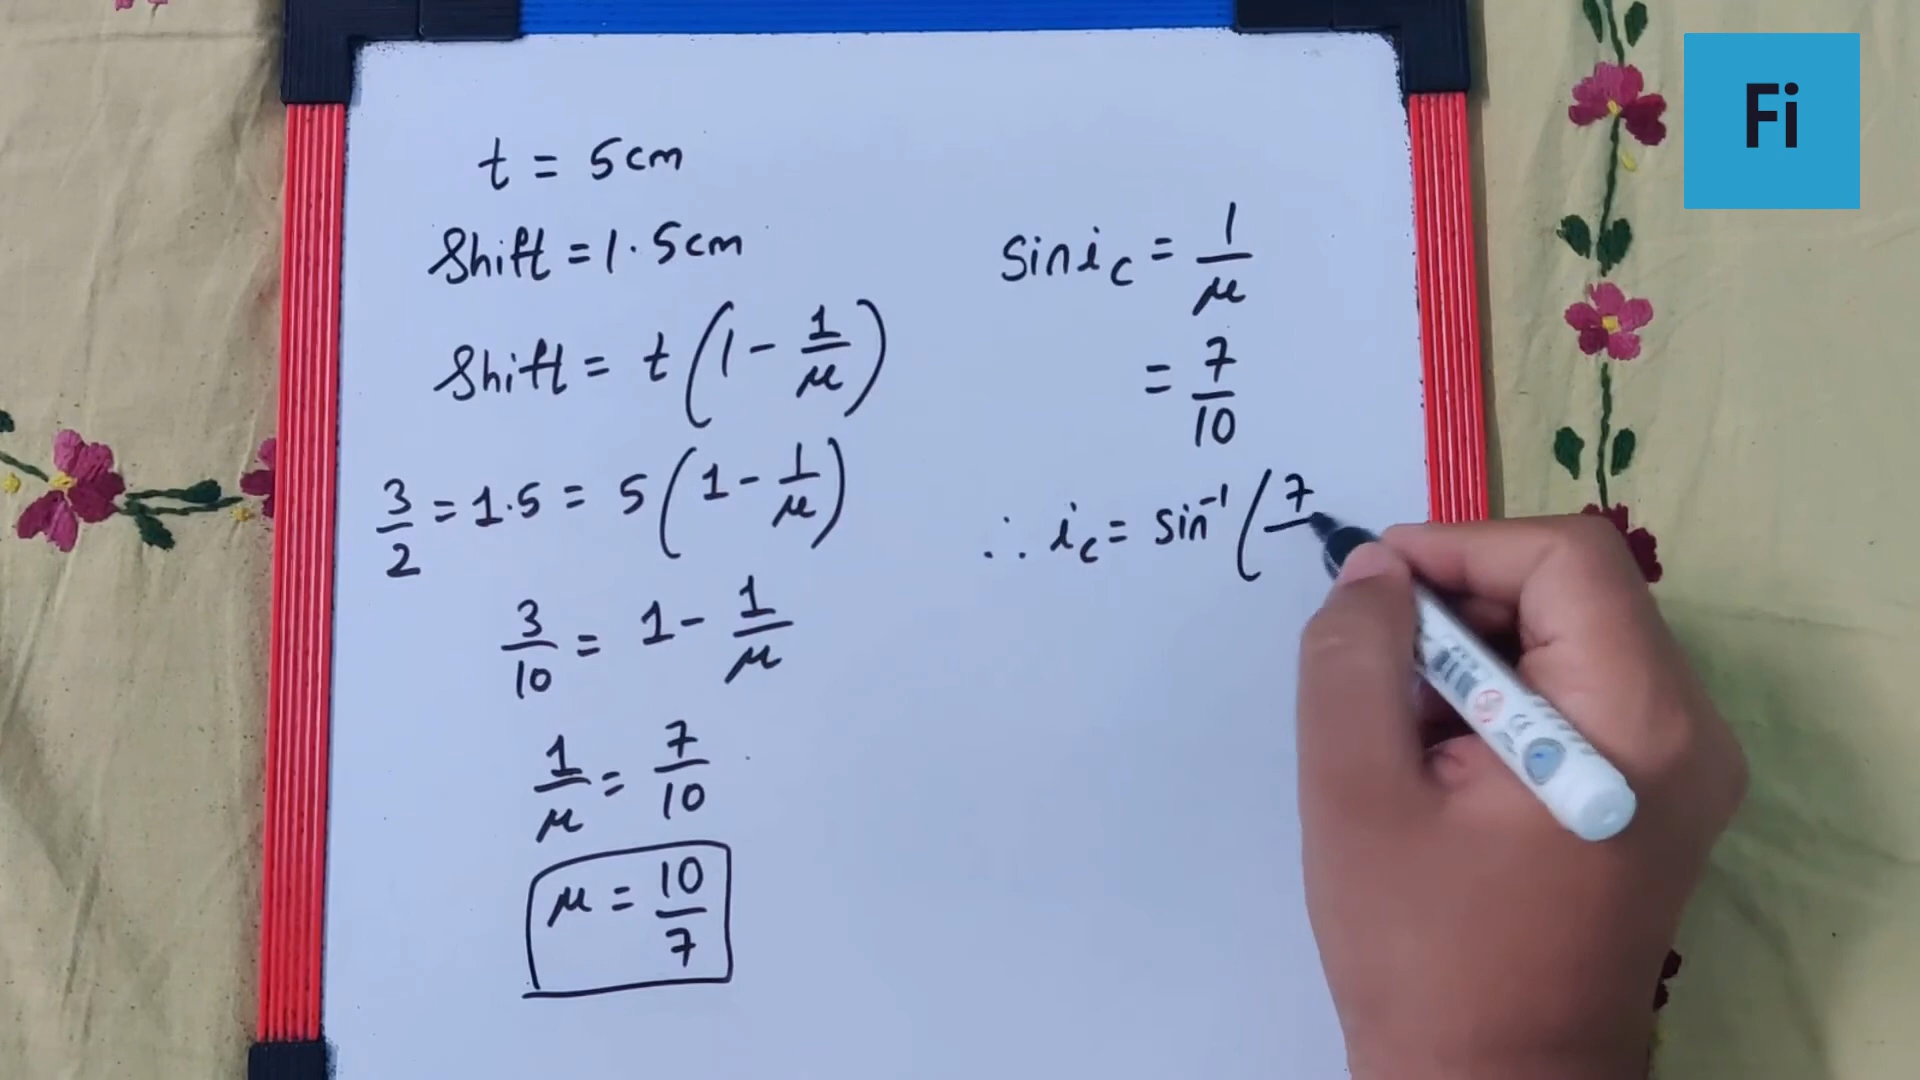 t = 5cm
Shift = 1.5cm
Shift = t(1 - 1/μ)
3/2 = 1.5 = 5(1 - 1/μ)
3/10 = 1 - 1/μ
1/μ = 7/10
μ = 10/7
Sin i_c = 1/μ
= 7/10
∴ i_c = sin⁻¹(7/
Fi